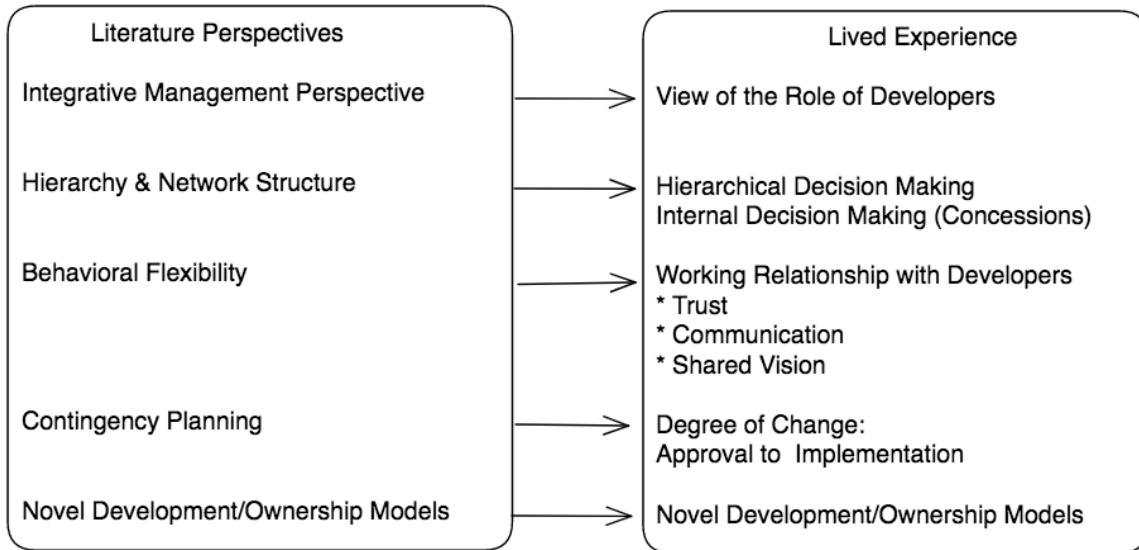 Literature Perspectives
Integrative Management Perspective
Hierarchy & Network Structure
Behavioral Flexibility
Contingency Planning
Novel Development/Ownership Models
Lived Experience
View of the Role of Developers
Hierarchical Decision Making
Internal Decision Making (Concessions)
Working Relationship with Developers
* Trust
* Communication
* Shared Vision
Degree of Change:
Approval to  Implementation
Novel Development/Ownership Models